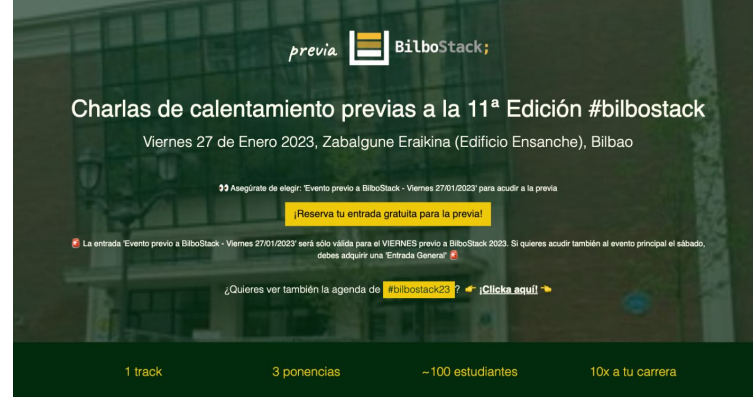 previa BilboStack;
Charlas de calentamiento previas a la 11ª Edición #bilbostack
Viernes 27 de Enero 2023, Zabalgune Eraikina (Edificio Ensanche), Bilbao
👀 Asegúrate de elegir: 'Evento previo a BilboStack - Viernes 27/01/2023' para acudir a la previa
¡Reserva tu entrada gratuita para la previa!
🚨 La entrada 'Evento previo a BilboStack - Viernes 27/01/2023' será sólo válida para el VIERNES previo a BilboStack 2023. Si quieres acudir también al evento principal el sábado,
debes adquirir una 'Entrada General' 🚨
¿Quieres ver también la agenda de #bilbostack23 ? 👉 ¡Clicka aquí! 👈
1 track 3 ponencias ~100 estudiantes 10x a tu carrera